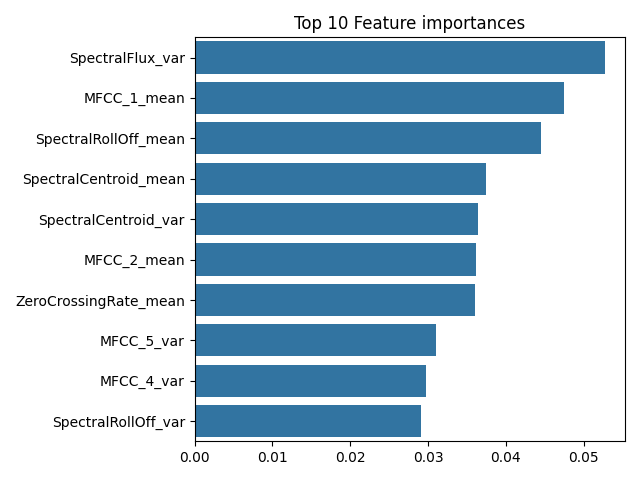 Top 10 Feature importances
SpectralFlux_var
MFCC_1_mean
SpectralRollOff_mean
SpectralCentroid_mean
SpectralCentroid_var
MFCC_2_mean
ZeroCrossingRate_mean
MFCC_5_var
MFCC_4_var
SpectralRollOff_var
0.00 0.01 0.02 0.03 0.04 0.05